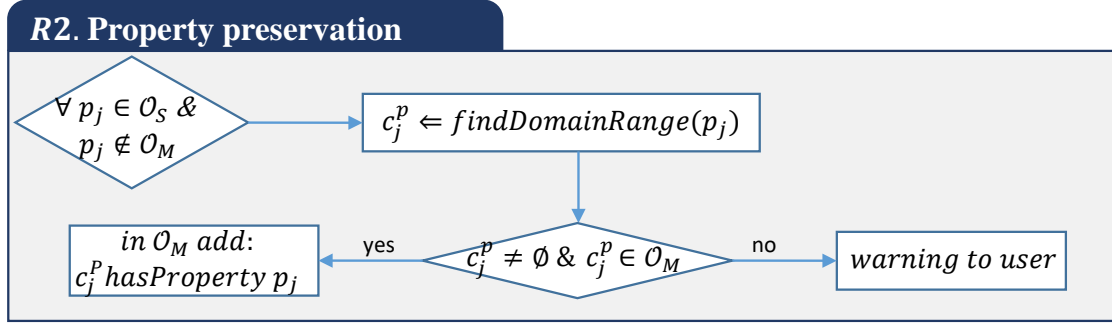 R2. Property preservation
∀ p_j ∈ 𝒪_S &
p_j ∉ 𝒪_M
c_j^p ⇐ findDomainRange(p_j)
c_j^p ≠ ∅ & c_j^p ∈ 𝒪_M
yes
no
in 𝒪_M add:
c_j^P hasProperty p_j
warning to user